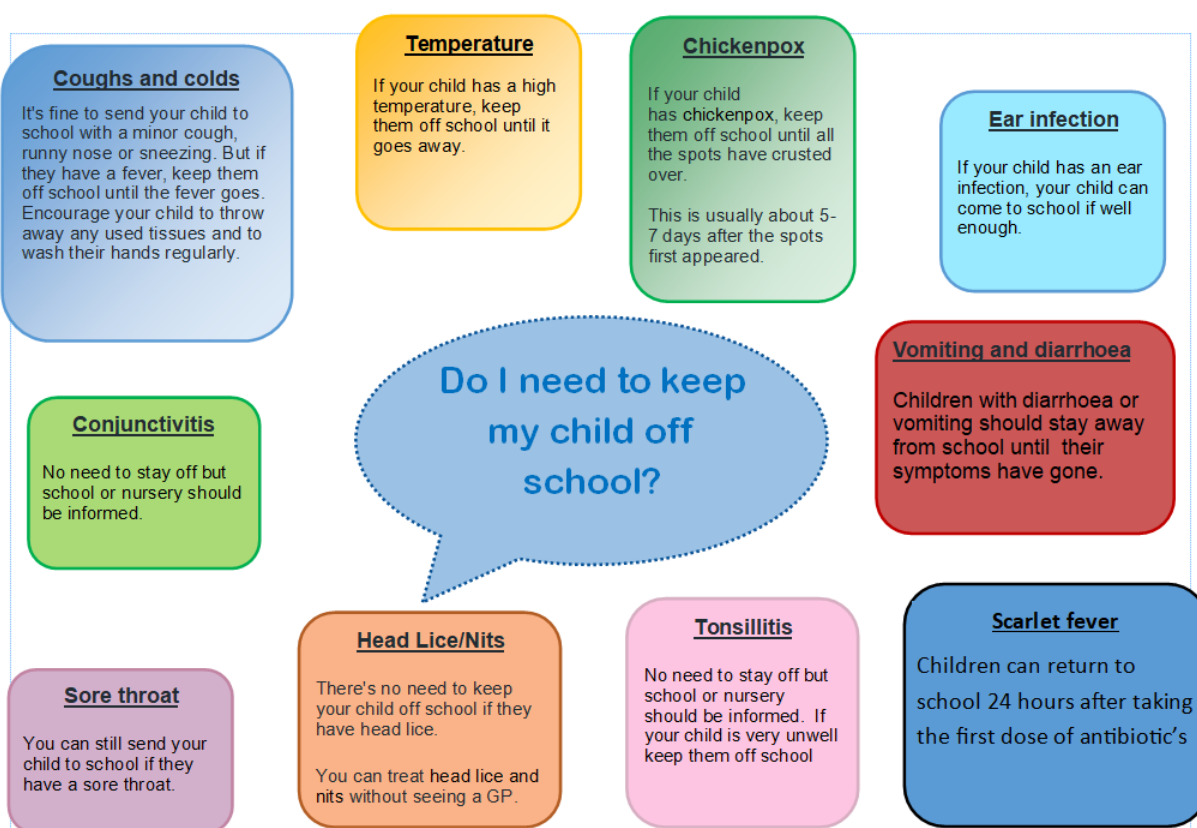 Coughs and colds
It's fine to send your child to
school with a minor cough,
runny nose or sneezing. But if
they have a fever, keep them
off school until the fever goes.
Encourage your child to throw
away any used tissues and to
wash their hands regularly.
Temperature
If your child has a high
temperature, keep
them off school until it
goes away.
Chickenpox
If your child
has chickenpox, keep
them off school until all
the spots have crusted
over.
This is usually about 5-
7 days after the spots
first appeared.
Ear infection
If your child has an ear
infection, your child can
come to school if well
enough.
Do I need to keep
my child off
school?
Vomiting and diarrhoea
Children with diarrhoea or
vomiting should stay away
from school until their
symptoms have gone.
Conjunctivitis
No need to stay off but
school or nursery should
be informed.
Sore throat
You can still send your
child to school if they
have a sore throat.
Head Lice/Nits
There's no need to keep
your child off school if they
have head lice.
You can treat head lice and
nits without seeing a GP.
Tonsillitis
No need to stay off but
school or nursery
should be informed. If
your child is very unwell
keep them off school
Scarlet fever
Children can return to
school 24 hours after taking
the first dose of antibiotic's